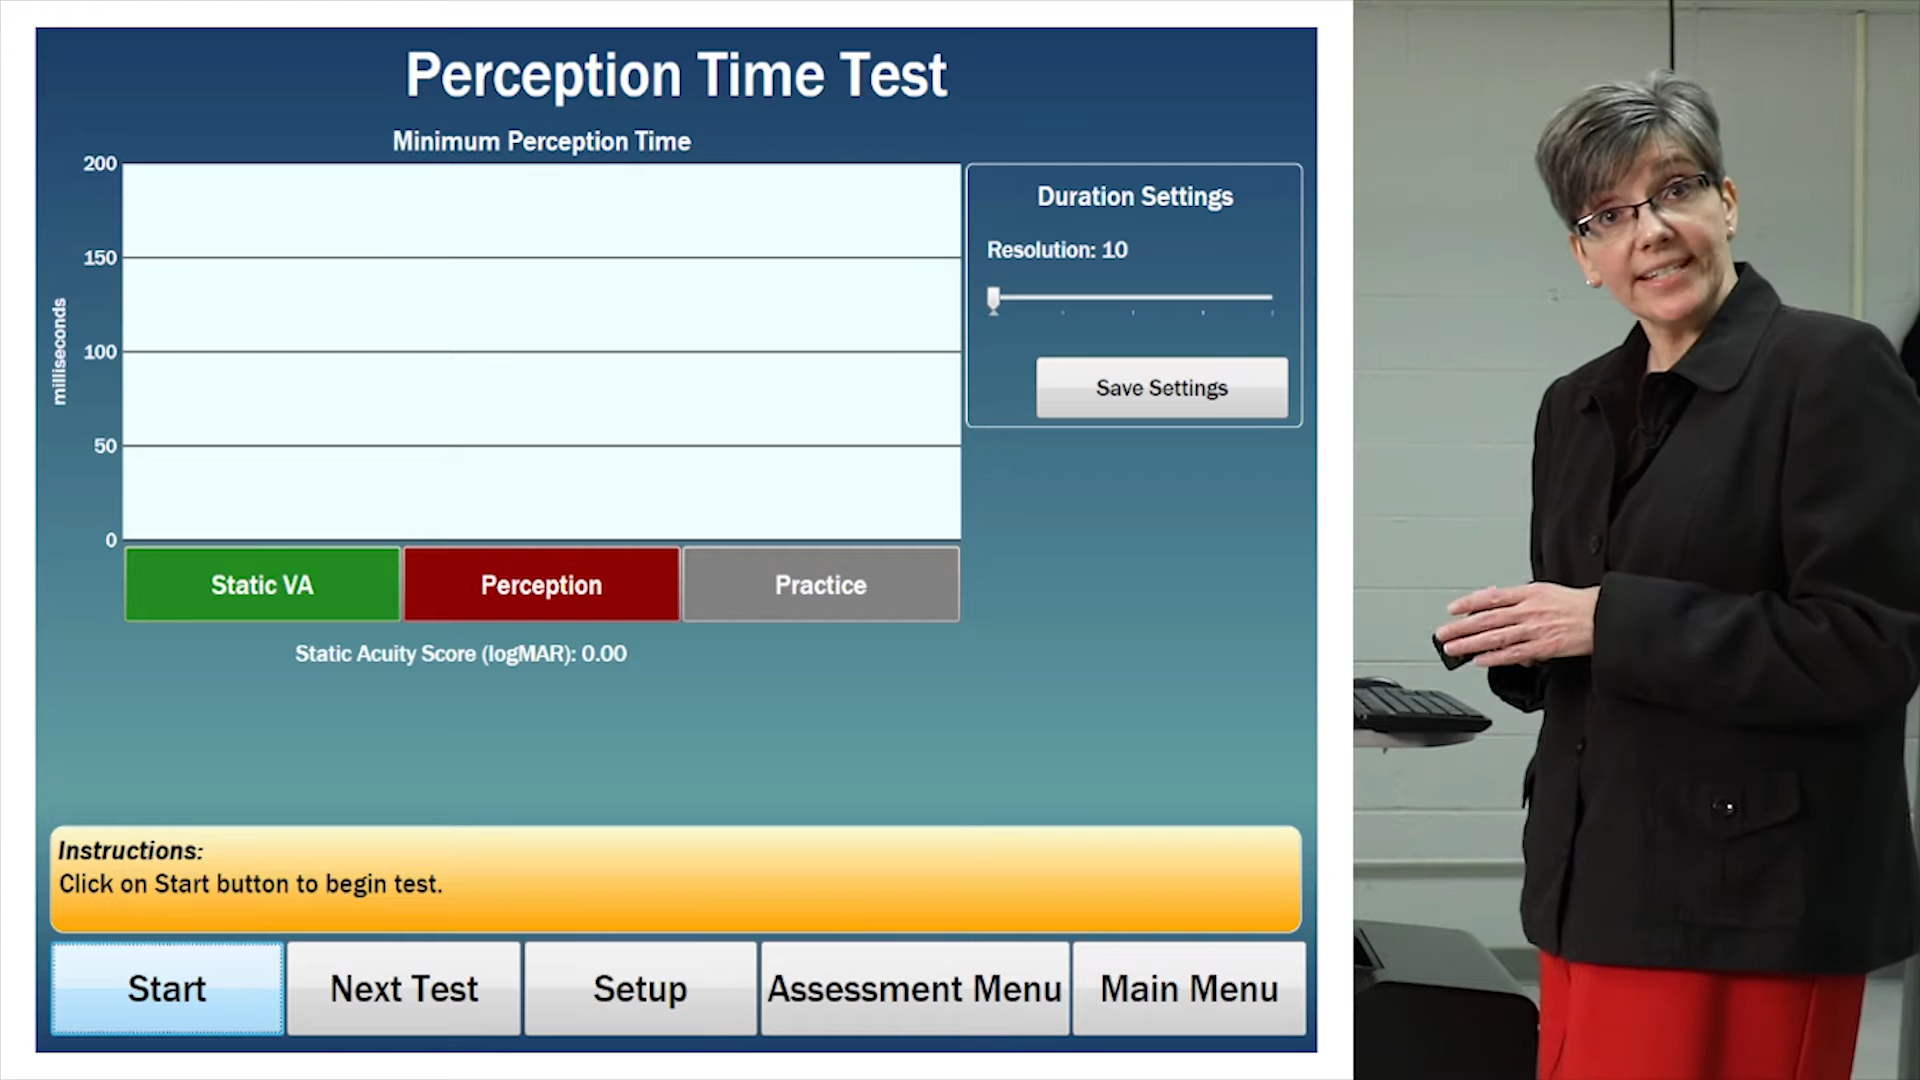 Perception Time Test
Minimum Perception Time
200
150
100
50
0
milliseconds
Duration Settings
Resolution: 10
Save Settings
Static VA
Perception
Practice
Static Acuity Score (logMAR): 0.00
Instructions:
Click on Start button to begin test.
Start
Next Test
Setup
Assessment Menu
Main Menu